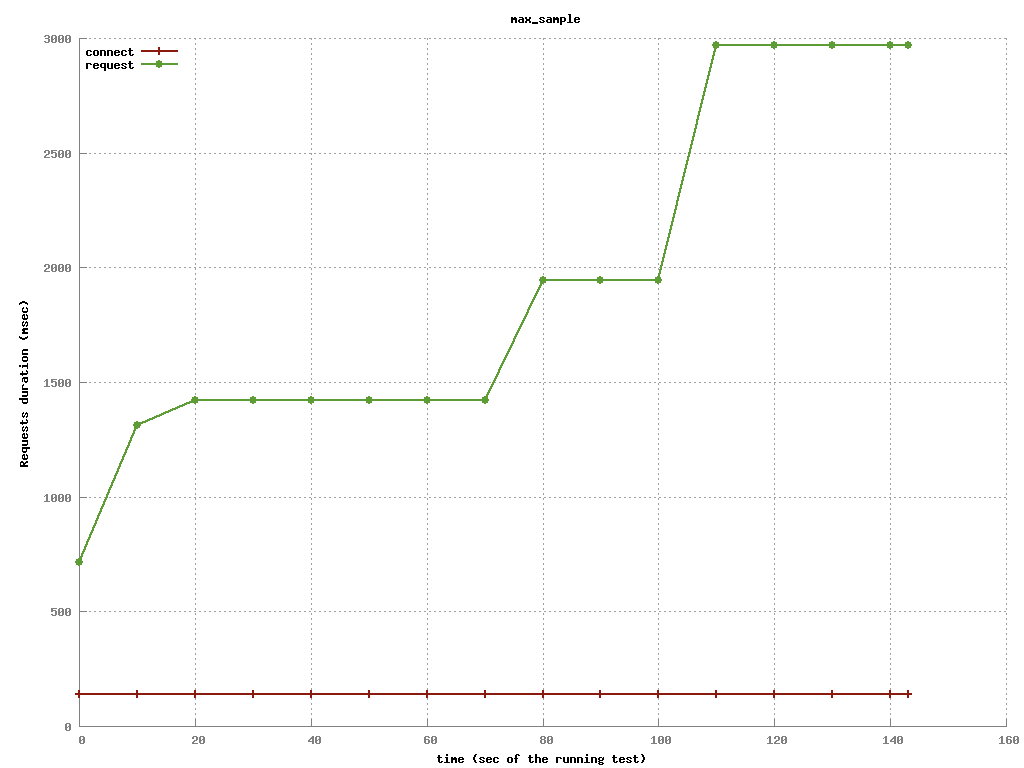 max_sample
connect
request
3000
2500
2000
1500
1000
500
0
Requests duration (msec)
0 20 40 60 80 100 120 140 160
time (sec of the running test)